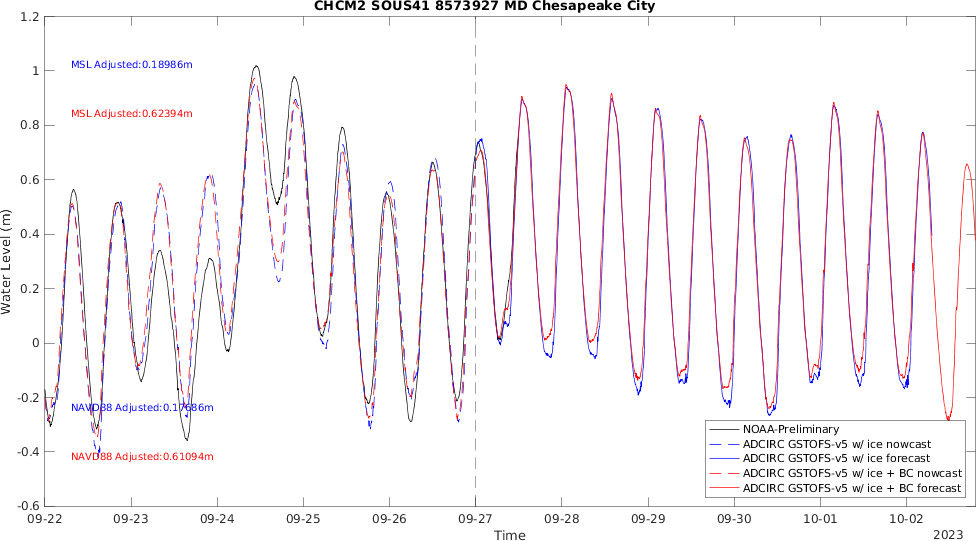 CHCM2 SOUS41 8573927 MD Chesapeake City
1.2
1
0.8
0.6
0.4
0.2
0
-0.2
-0.4
-0.6
Water Level (m)
MSL Adjusted:0.18986m
MSL Adjusted:0.62394m
NAVD88 Adjusted:0.17686m
NAVD88 Adjusted:0.61094m
NOAA-Preliminary
ADCIRC GSTOFS-v5 w/ ice nowcast
ADCIRC GSTOFS-v5 w/ ice forecast
ADCIRC GSTOFS-v5 w/ ice + BC nowcast
ADCIRC GSTOFS-v5 w/ ice + BC forecast
09-22 09-23 09-24 09-25 09-26 09-27 09-28 09-29 09-30 10-01 10-02
Time
2023